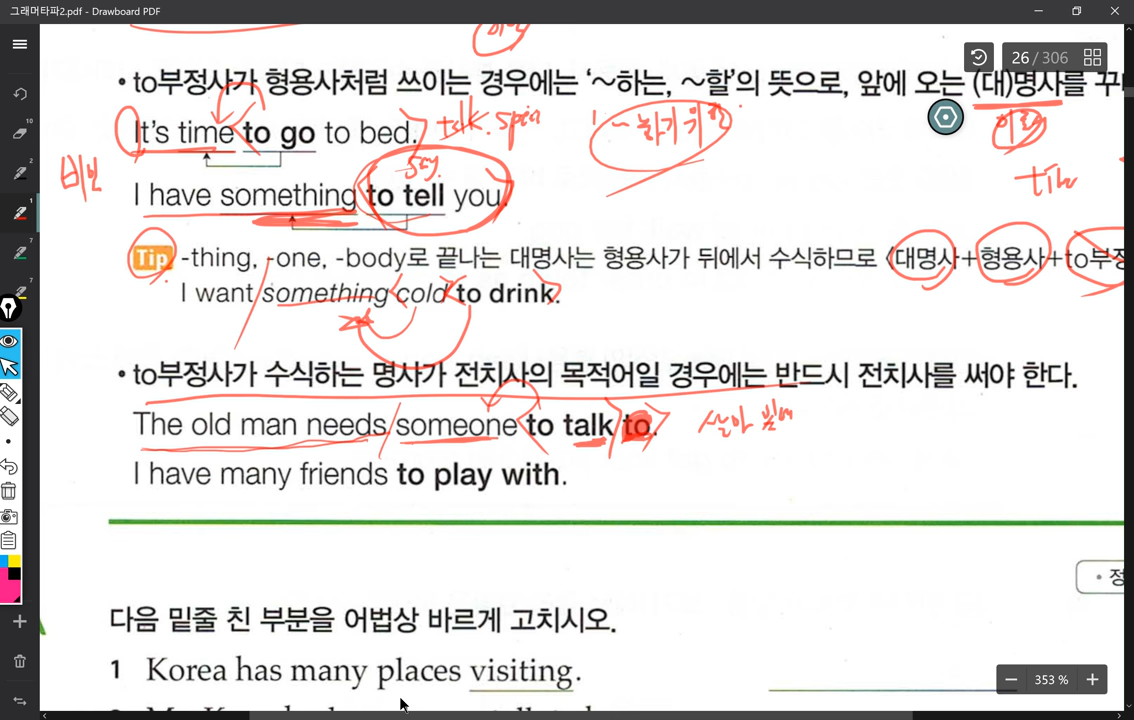 그래머타파2.pdf - Drawboard PDF
26 / 306
• to부정사가 형용사처럼 쓰이는 경우에는 '~하는, ~할'의 뜻으로, 앞에 오는 (대)명사를
It's time to go to bed.
talk. 
~하기 위한
say
I have something to tell you.
Tip -thing, -one, -body로 끝나는 대명사는 형용사가 뒤에서 수식하므로 〈대명사+형용사+to부정
I want something cold to drink.
• to부정사가 수식하는 명사가 전치사의 목적어일 경우에는 반드시 전치사를 써야 한다.
The old man needs someone to talk to.
I have many friends to play with.
• 정
다음 밑줄 친 부분을 어법상 바르게 고치시오.
1 Korea has many places visiting.
353 %
10
2
1
7
7